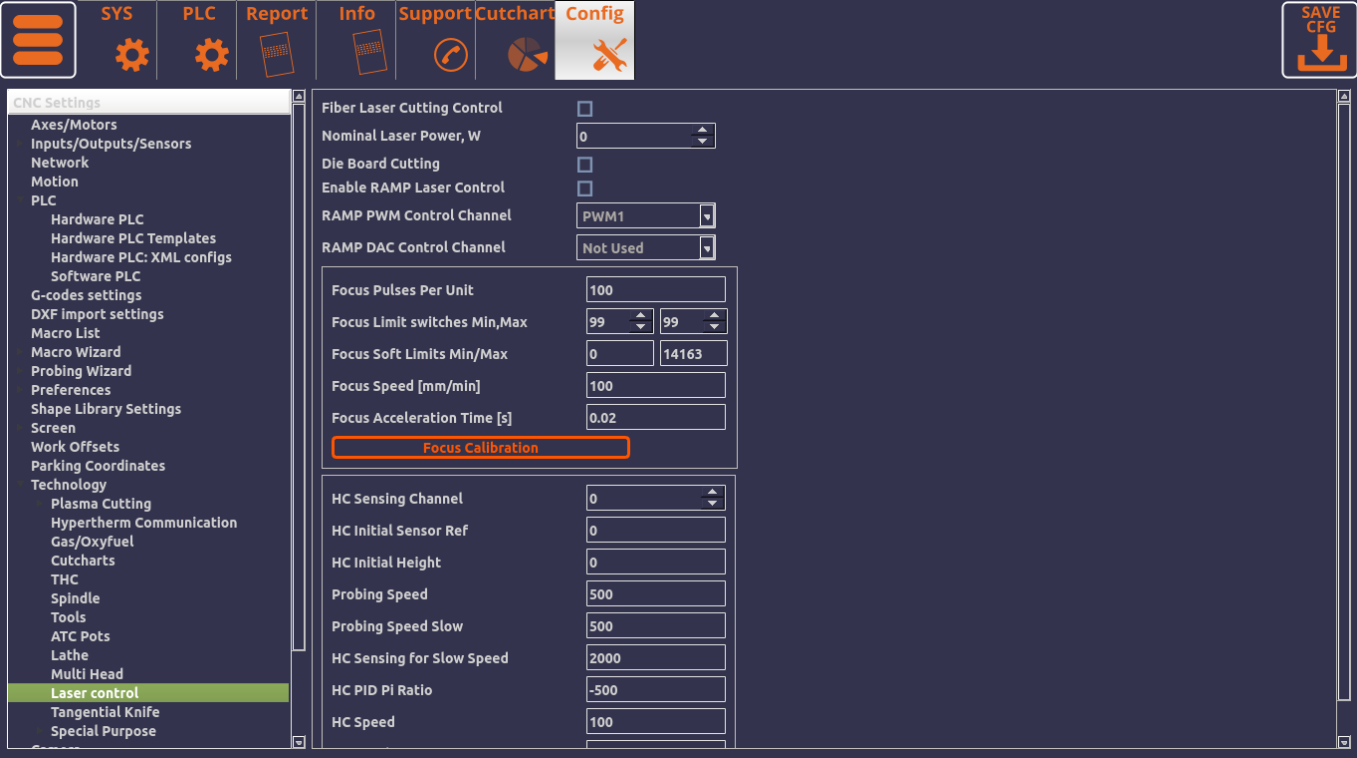 SYS PLC Report Info Support Cutchart Config SAVE CFG
CNC Settings
Axes/Motors
Inputs/Outputs/Sensors
Network
Motion
PLC
Hardware PLC
Hardware PLC Templates
Hardware PLC: XML configs
Software PLC
G-codes settings
DXF import settings
Macro List
Macro Wizard
Probing Wizard
Preferences
Shape Library Settings
Screen
Work Offsets
Parking Coordinates
Technology
Plasma Cutting
Hypertherm Communication
Gas/Oxyfuel
Cutcharts
THC
Spindle
Tools
ATC Pots
Lathe
Multi Head
Laser control
Tangential Knife
Special Purpose
Fiber Laser Cutting Control
Nominal Laser Power, W 0
Die Board Cutting
Enable RAMP Laser Control
RAMP PWM Control Channel PWM1
RAMP DAC Control Channel Not Used
Focus Pulses Per Unit 100
Focus Limit switches Min,Max 99 99
Focus Soft Limits Min/Max 0 14163
Focus Speed [mm/min] 100
Focus Acceleration Time [s] 0.02
Focus Calibration
HC Sensing Channel 0
HC Initial Sensor Ref 0
HC Initial Height 0
Probing Speed 500
Probing Speed Slow 500
HC Sensing for Slow Speed 2000
HC PID Pi Ratio -500
HC Speed 100